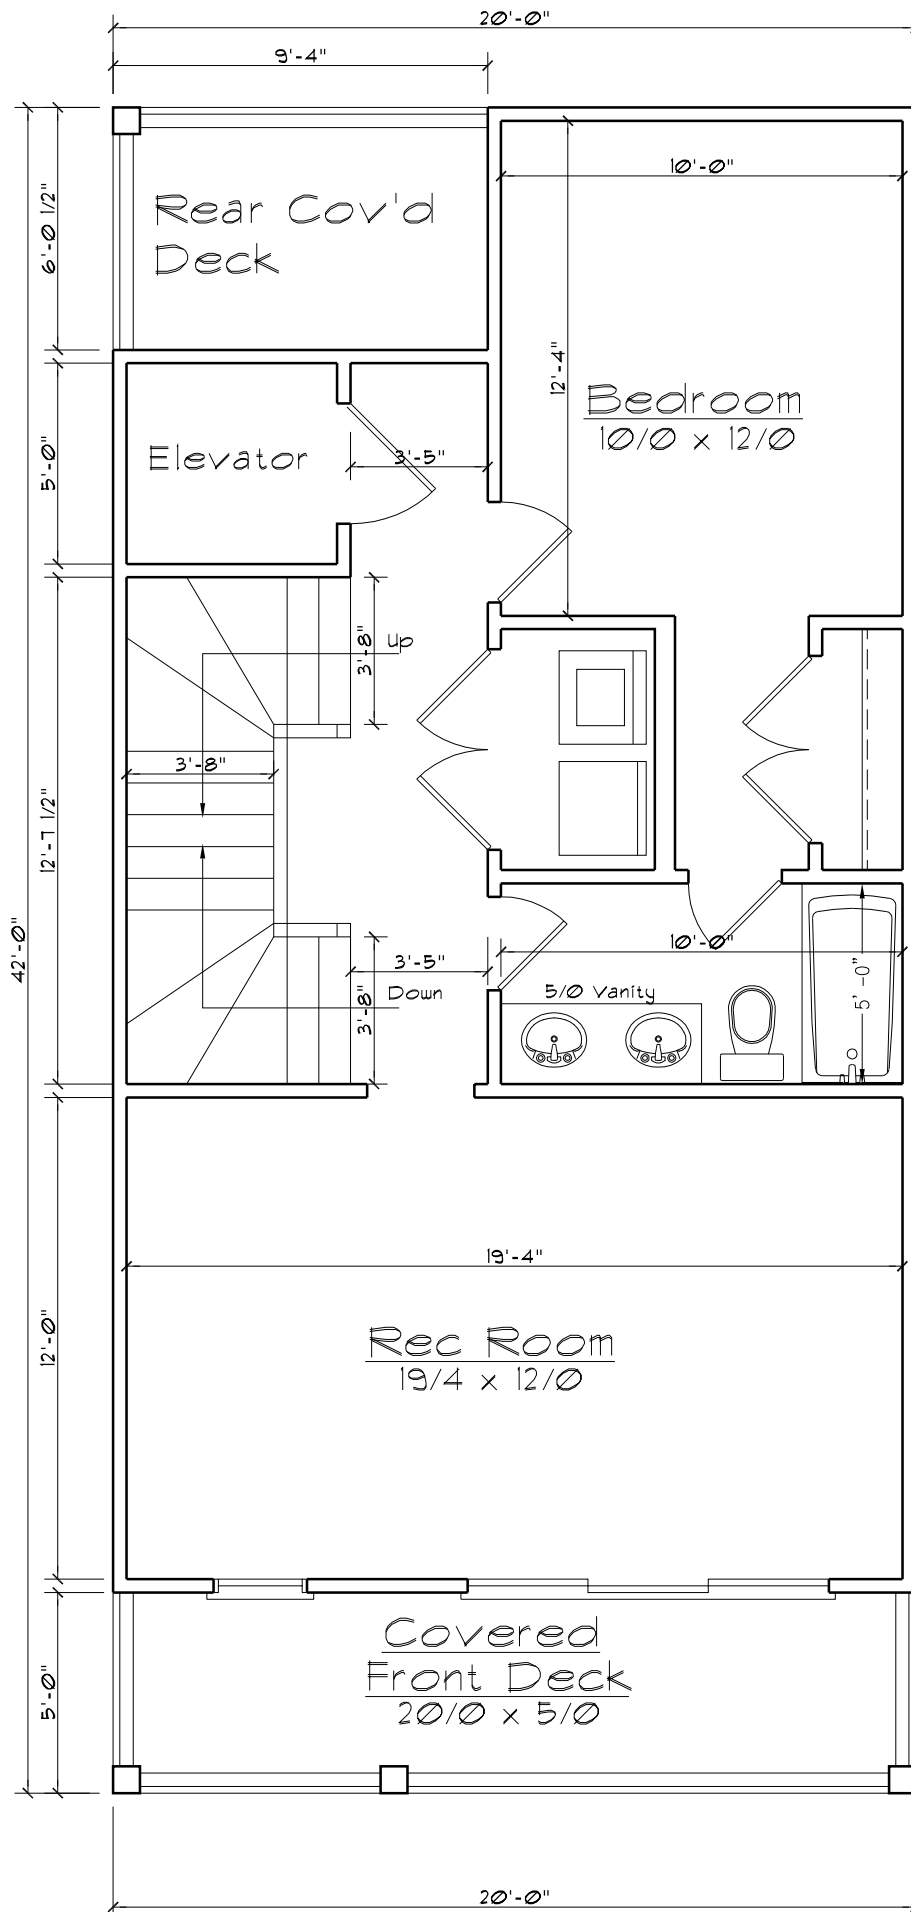 20'-0"
9'-4"
10'-0"
6'-0 1/2"
Rear Cov'd
Deck
12'-4"
Bedroom
10/0 x 12/0
5'-0"
Elevator
3'-5"
3'-8"
up
3'-8"
12'-7 1/2"
42'-0"
10'-0"
3'-5"
5'-0"
Down
3'-8"
5/0 Vanity
19'-4"
12'-0"
Rec Room
19/4 x 12/0
Covered
Front Deck
20/0 x 5/0
5'-0"
20'-0"